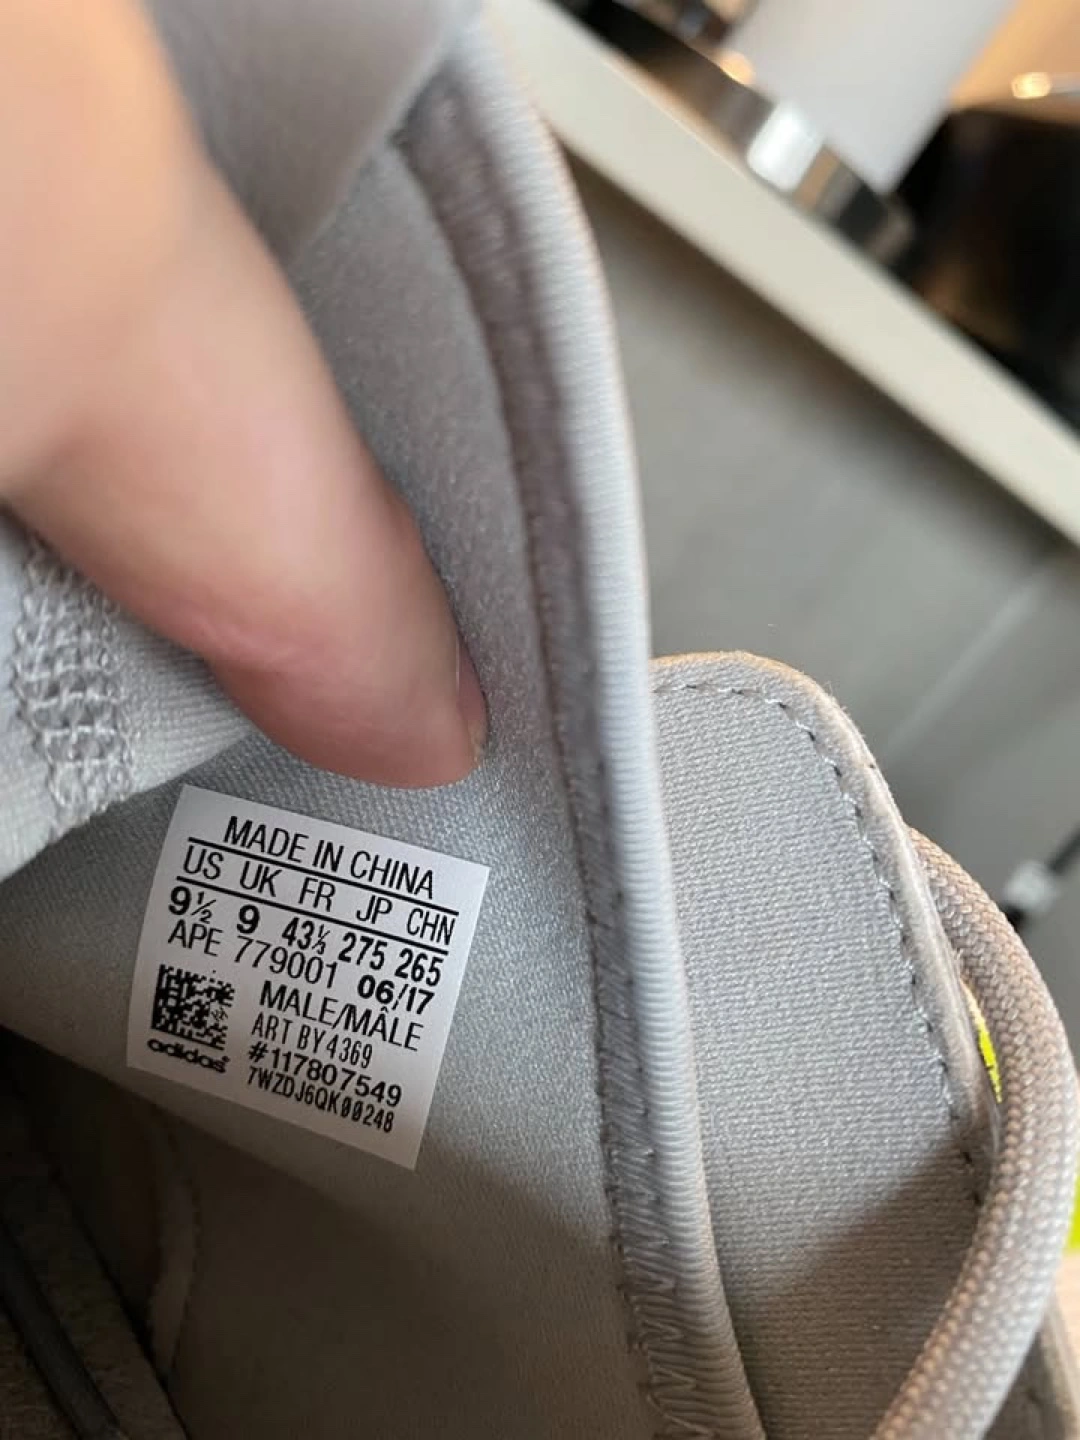 MADE IN CHINA
US UK FR JP CHN
9½ 9 43⅓ 275 265
APE 779001 06/17
MALE/MÂLE
ART BY4369
#117807549
7WZDJ6QK00248
adidas